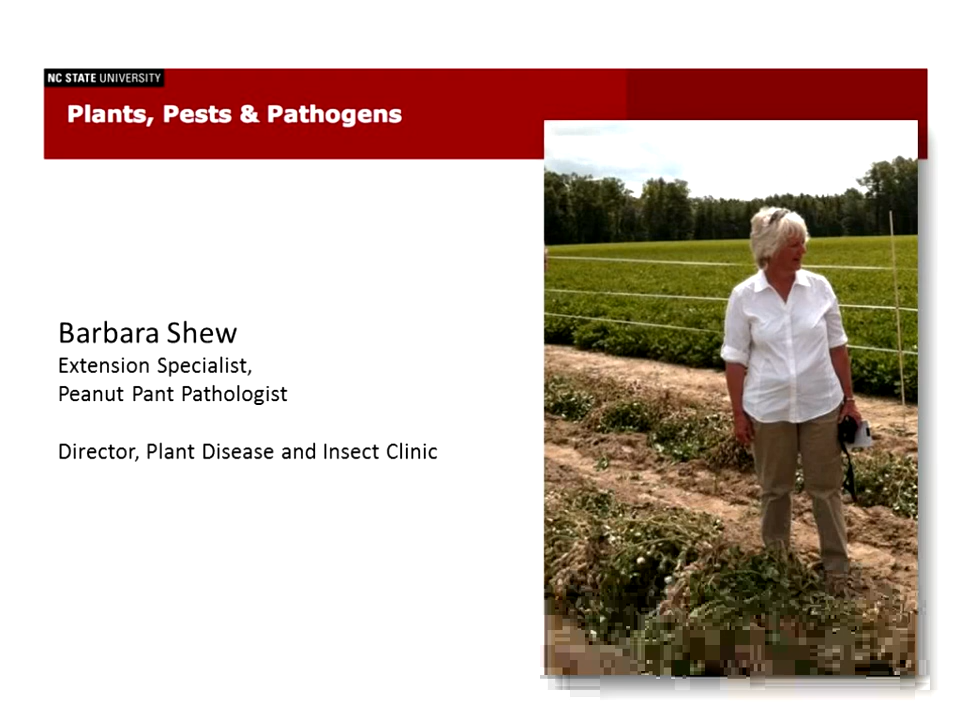 NC STATE UNIVERSITY
Plants, Pests & Pathogens
Barbara Shew
Extension Specialist,
Peanut Pant Pathologist
Director, Plant Disease and Insect Clinic